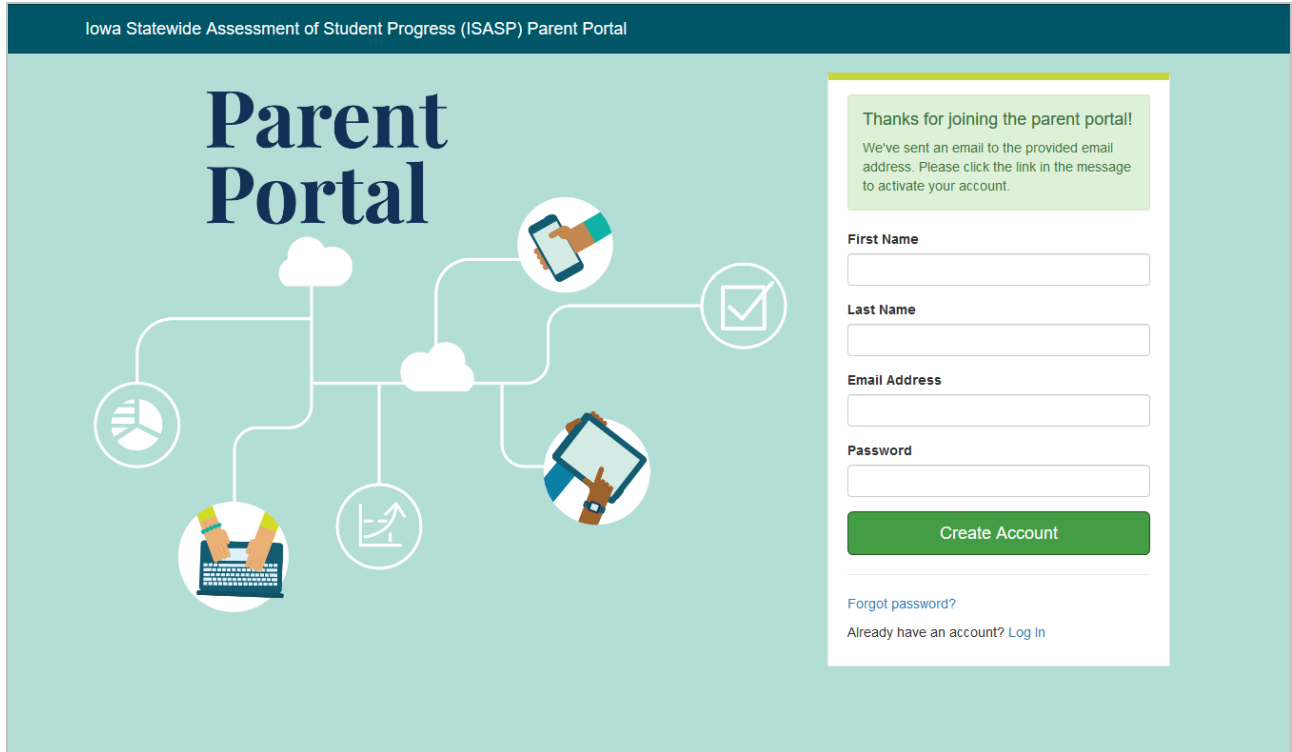 Iowa Statewide Assessment of Student Progress (ISASP) Parent Portal
Parent
Portal
Thanks for joining the parent portal!
We've sent an email to the provided email
address. Please click the link in the message
to activate your account.
First Name
Last Name
Email Address
Password
Create Account
Forgot password?
Already have an account? Log In